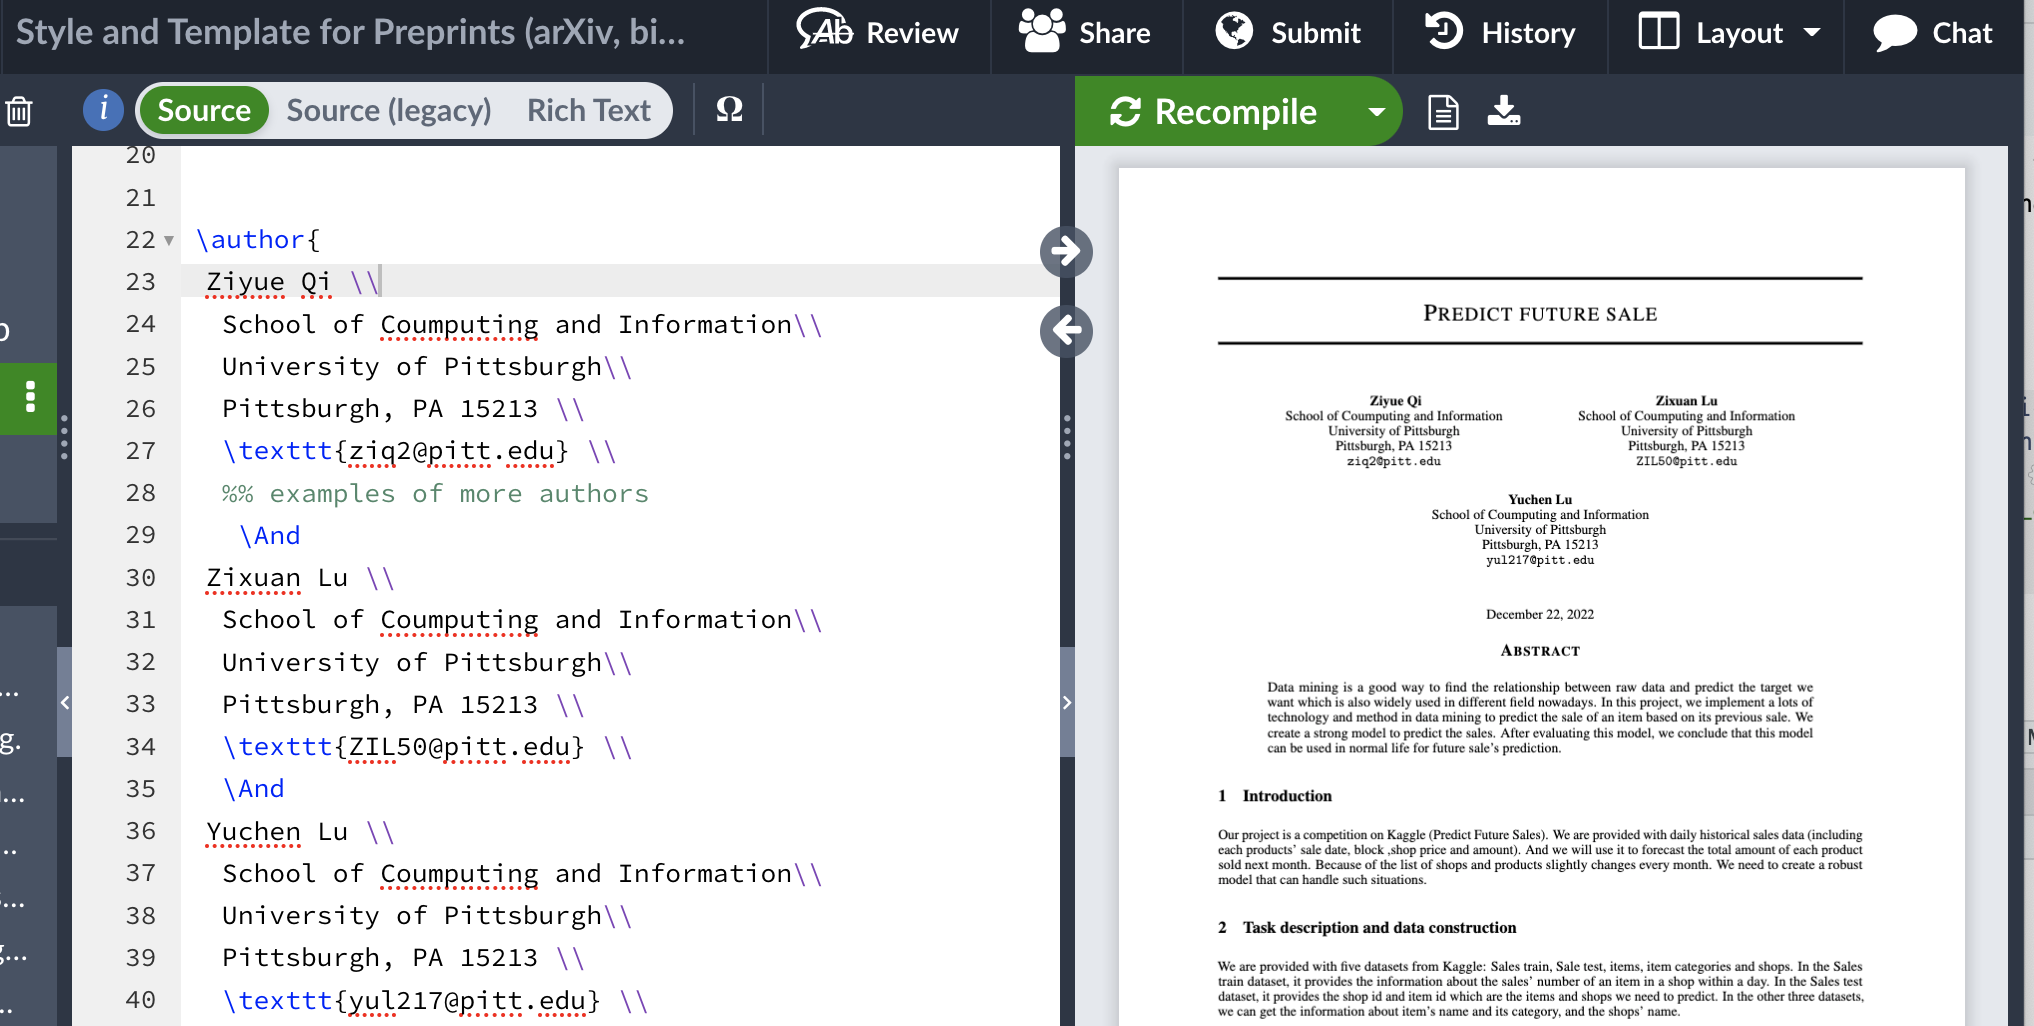 Style and Template for Preprints (arXiv, bi...
Review
Share
Submit
History
Layout
Chat
i
Source
Source (legacy)
Rich Text
Ω
Recompile
20
21
22 \author{
23 Ziyue Qi \\
24 School of Coumputing and Information\\
25 University of Pittsburgh\\
26 Pittsburgh, PA 15213 \\
27 \texttt{ziq2@pitt.edu} \\
28 %% examples of more authors
29 \And
30 Zixuan Lu \\
31 School of Coumputing and Information\\
32 University of Pittsburgh\\
33 Pittsburgh, PA 15213 \\
34 \texttt{ZIL50@pitt.edu} \\
35 \And
36 Yuchen Lu \\
37 School of Coumputing and Information\\
38 University of Pittsburgh\\
39 Pittsburgh, PA 15213 \\
40 \texttt{yul217@pitt.edu} \\
PREDICT FUTURE SALE
Ziyue Qi
School of Coumputing and Information
University of Pittsburgh
Pittsburgh, PA 15213
ziq2@pitt.edu
Zixuan Lu
School of Coumputing and Information
University of Pittsburgh
Pittsburgh, PA 15213
ZIL50@pitt.edu
Yuchen Lu
School of Coumputing and Information
University of Pittsburgh
Pittsburgh, PA 15213
yul217@pitt.edu
December 22, 2022
ABSTRACT
Data mining is a good way to find the relationship between raw data and predict the target we
want which is also widely used in different field nowadays. In this project, we implement a lots of
technology and method in data mining to predict the sale of an item based on its previous sale. We
create a strong model to predict the sales. After evaluating this model, we conclude that this model
can be used in normal life for future sale's prediction.
1 Introduction
Our project is a competition on Kaggle (Predict Future Sales). We are provided with daily historical sales data (including
each products' sale date, block ,shop price and amount). And we will use it to forecast the total amount of each product
sold next month. Because of the list of shops and products slightly changes every month. We need to create a robust
model that can handle such situations.
2 Task description and data construction
We are provided with five datasets from Kaggle: Sales train, Sale test, items, item categories and shops. In the Sales
train dataset, it provides the information about the sales' number of an item in a shop within a day. In the Sales test
dataset, it provides the shop id and item id which are the items and shops we need to predict. In the other three datasets,
we can get the information about item's name and its category, and the shops' name.